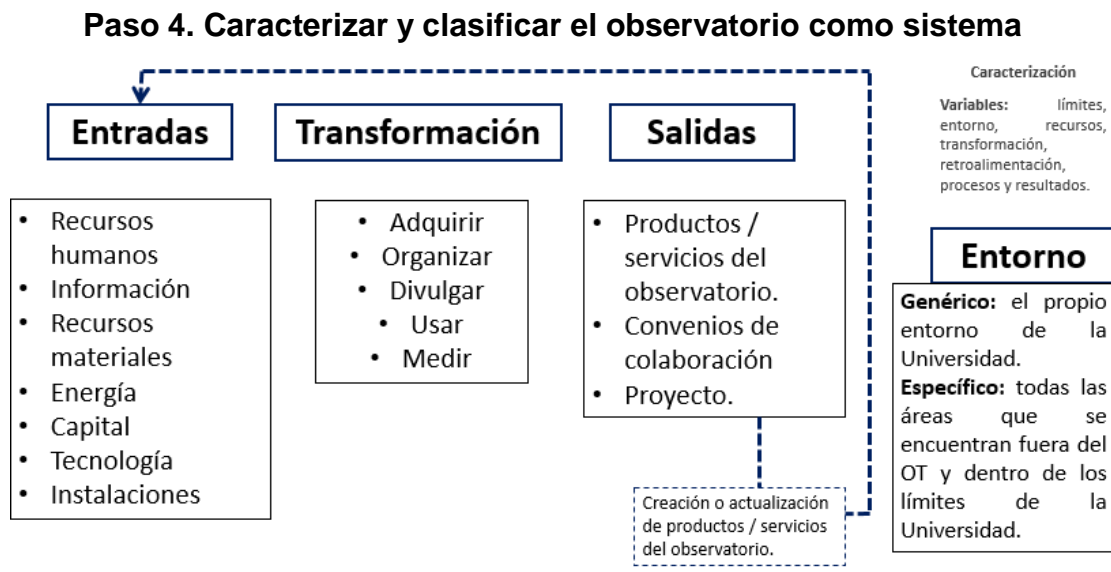 Paso 4. Caracterizar y clasificar el observatorio como sistema
Entradas
• Recursos
humanos
• Información
• Recursos
materiales
• Energía
• Capital
• Tecnología
• Instalaciones
Transformación
• Adquirir
• Organizar
• Divulgar
• Usar
• Medir
Salidas
• Productos /
servicios del
observatorio.
• Convenios de
colaboración
• Proyecto.
Creación o actualización
de productos / servicios
del observatorio.
Caracterización
Variables: límites,
entorno, recursos,
transformación,
retroalimentación,
procesos y resultados.
Entorno
Genérico: el propio
entorno de la
Universidad.
Específico: todas las
áreas que se
encuentran fuera del
OT y dentro de los
límites de la
Universidad.